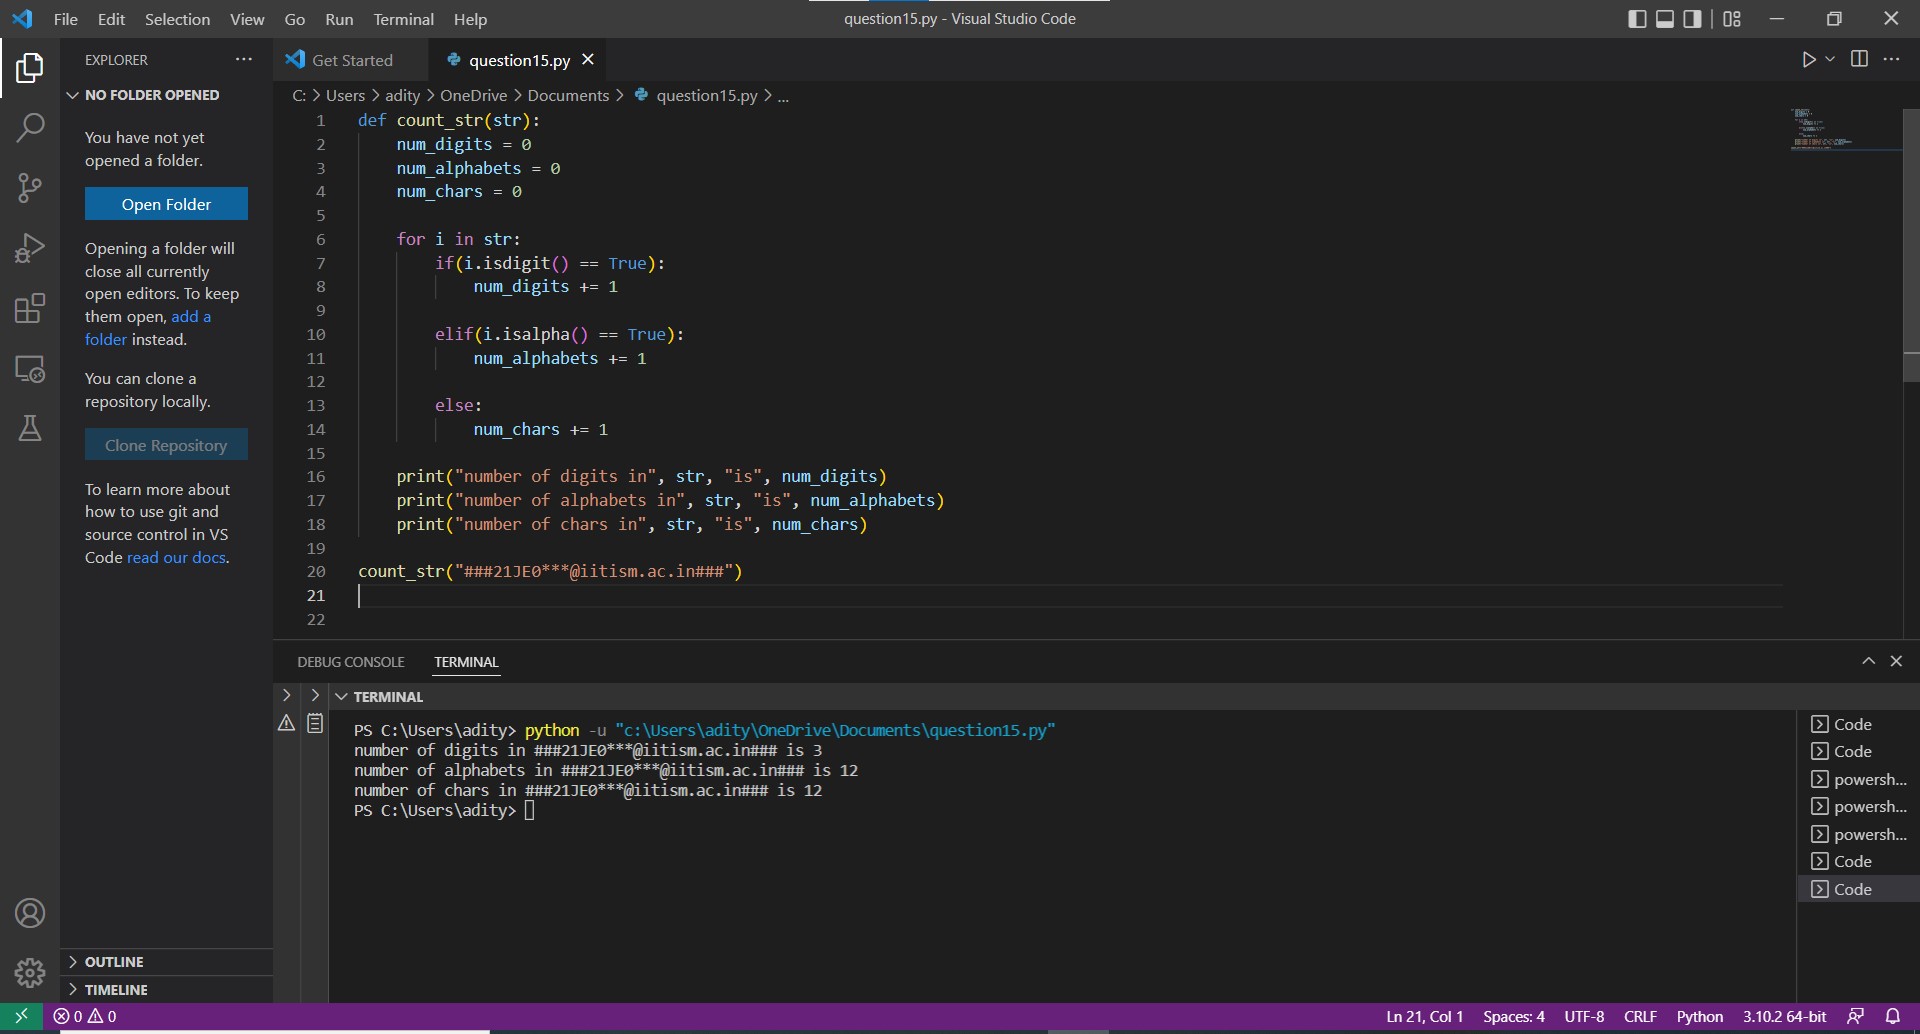 File Edit Selection View Go Run Terminal Help
question15.py - Visual Studio Code
EXPLORER
NO FOLDER OPENED
You have not yet
opened a folder.
Open Folder
Opening a folder will
close all currently
open editors. To keep
them open, add a
folder instead.
You can clone a
repository locally.
Clone Repository
To learn more about
how to use git and
source control in VS
Code read our docs.
OUTLINE
TIMELINE
Get Started
question15.py
C: > Users > adity > OneDrive > Documents > question15.py > ...
1 def count_str(str):
2 num_digits = 0
3 num_alphabets = 0
4 num_chars = 0
5
6 for i in str:
7 if(i.isdigit() == True):
8 num_digits += 1
9
10 elif(i.isalpha() == True):
11 num_alphabets += 1
12
13 else:
14 num_chars += 1
15
16 print("number of digits in", str, "is", num_digits)
17 print("number of alphabets in", str, "is", num_alphabets)
18 print("number of chars in", str, "is", num_chars)
19
20 count_str("###21JE0***@iitism.ac.in###")
21
22
DEBUG CONSOLE TERMINAL
TERMINAL
PS C:\Users\adity> python -u "c:\Users\adity\OneDrive\Documents\question15.py"
number of digits in ###21JE0***@iitism.ac.in### is 3
number of alphabets in ###21JE0***@iitism.ac.in### is 12
number of chars in ###21JE0***@iitism.ac.in### is 12
PS C:\Users\adity>
Code
Code
powersh...
powersh...
powersh...
Code
Code
0 0
Ln 21, Col 1 Spaces: 4 UTF-8 CRLF Python 3.10.2 64-bit